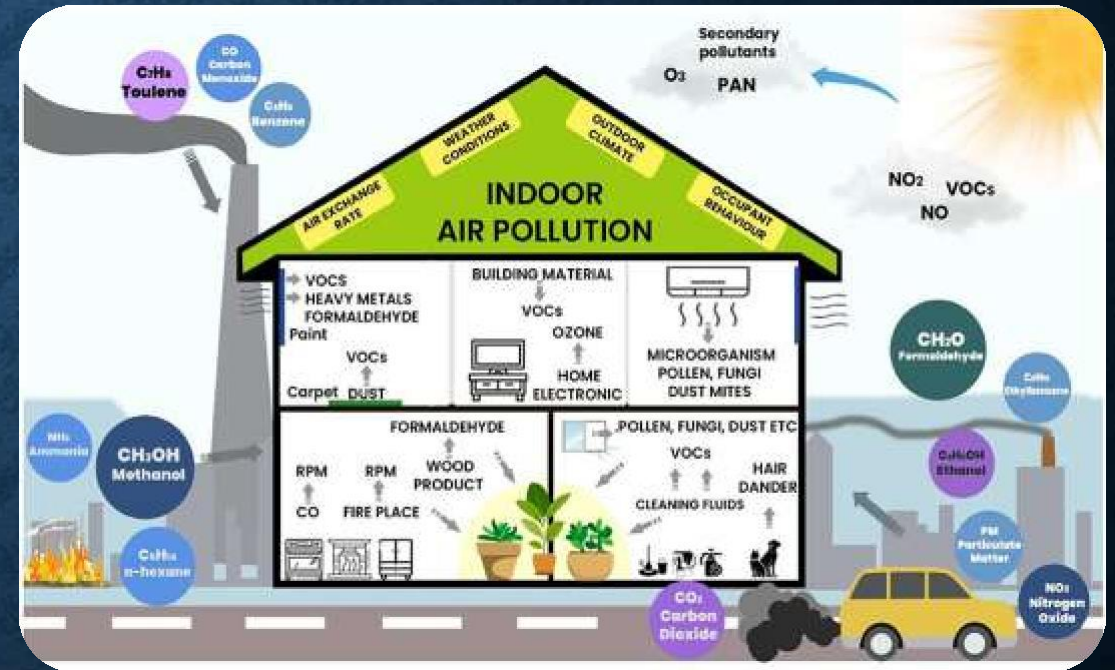 Secondary
pollutants
O3
PAN
C7H8
Toulene
CO
Carbon
Monoxide
C6H6
Benzene
WEATHER
CONDITIONS
OUTDOOR
CLIMATE
AIR EXCHANGE
RATE
OCCUPANT
BEHAVIOUR
INDOOR
AIR POLLUTION
NO2
VOCs
NO
VOCS
HEAVY METALS
FORMALDEHYDE
Paint
VOCs
Carpet
DUST
BUILDING MATERIAL
VOCs
OZONE
HOME
ELECTRONIC
MICROORGANISM
POLLEN, FUNGI
DUST MITES
CH2O
Formaldehyde
Ethylbenzene
NH3
Ammonia
CH3OH
Methanol
n-hexane
FORMALDEHYDE
RPM
RPM
WOOD
PRODUCT
CO
FIRE PLACE
POLLEN, FUNGI, DUST ETC
VOCs
HAIR
DANDER
CLEANING FLUIDS
C2H5OH
Ethanol
PM
Particulate
Matter
CO2
Carbon
Diaxide
Nitrogen
Oxide